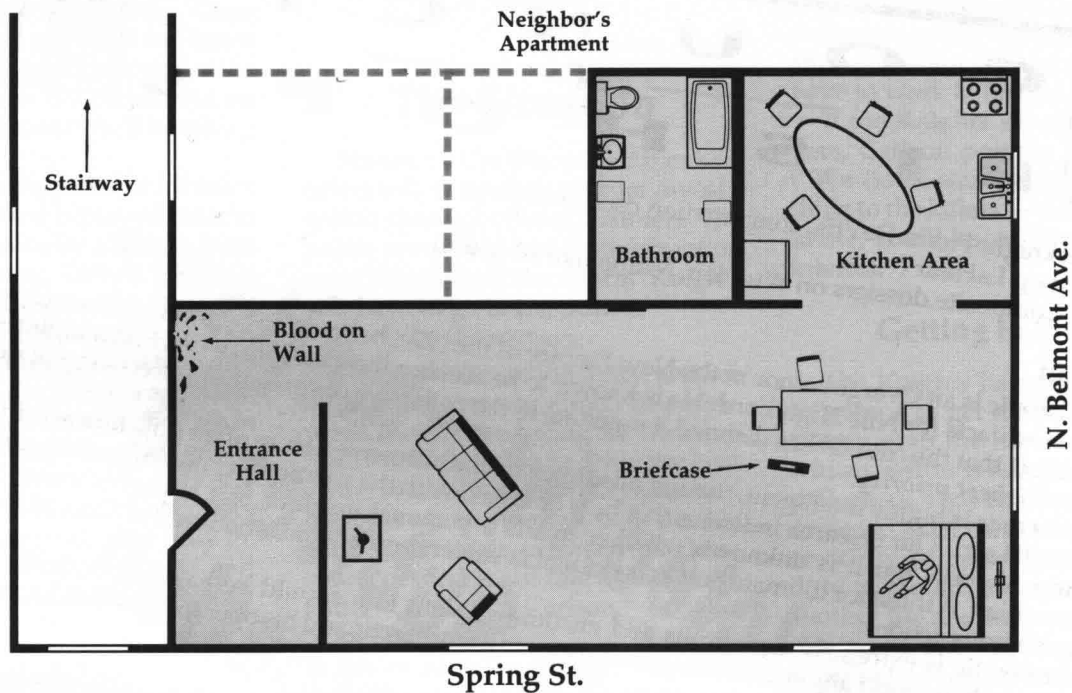 Neighbor's
Apartment
Stairway
Bathroom
Kitchen Area
Blood on
Wall
Entrance
Hall
Briefcase
N. Belmont Ave.
Spring St.